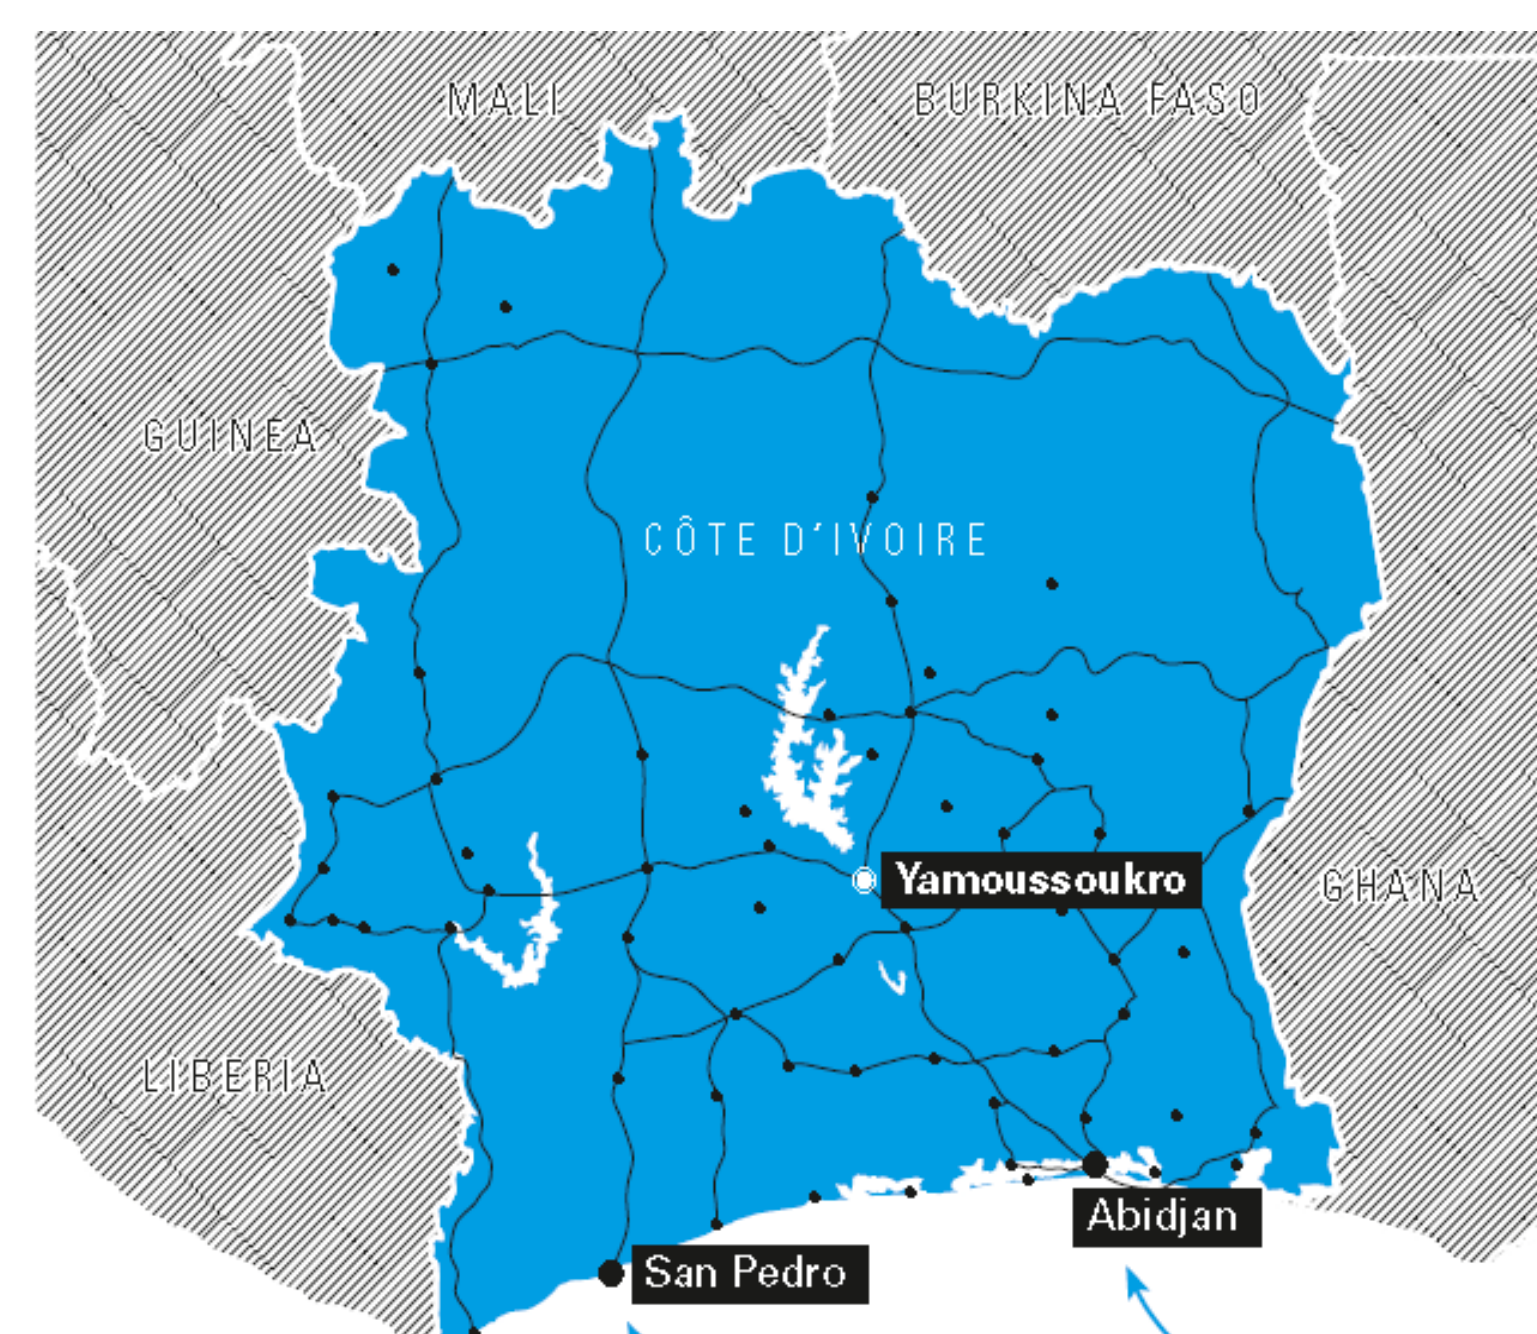 MALI
BURKINA FASO
GUINEA
CÔTE D'IVOIRE
Yamoussoukro
GHANA
LIBERIA
Abidjan
San Pedro